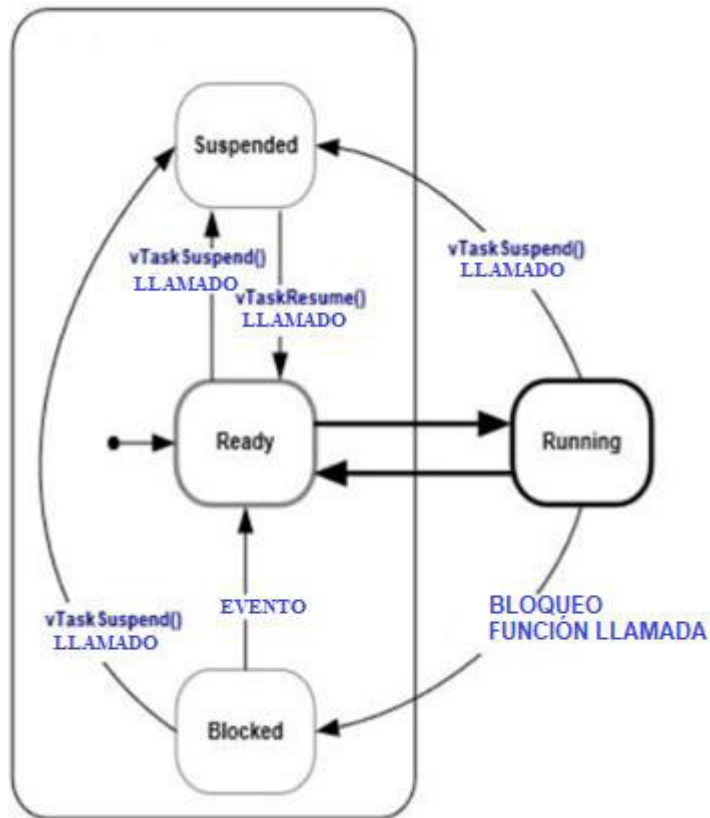 Suspended
vTaskSuspend()
LLAMADO
vTaskResume()
LLAMADO
vTaskSuspend()
LLAMADO
Ready
Running
EVENTO
vTaskSuspend()
LLAMADO
BLOQUEO
FUNCIÓN LLAMADA
Blocked